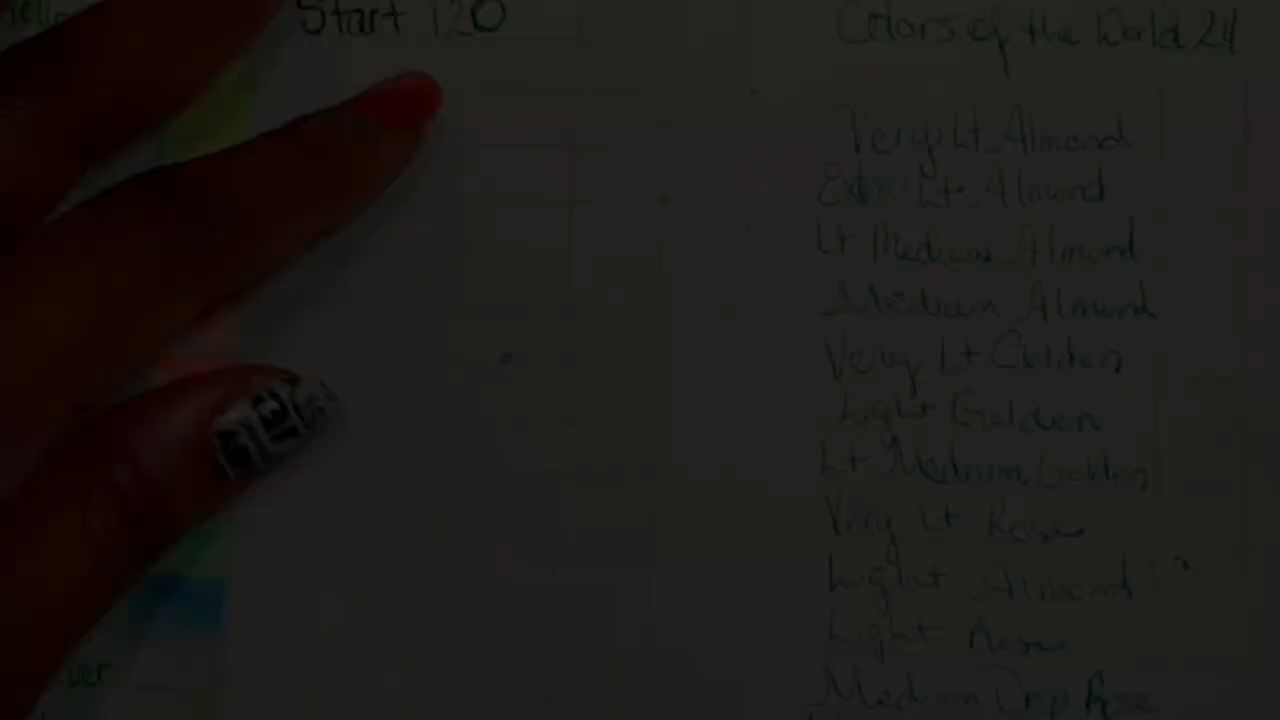 Start 120
Colors of the World 24
Very Lt Almond
Extra Lt Almond
Lt Medium Almond
Medium Almond
Very Lt Golden
Light Golden
Lt Medium Golden
Very Lt Rose
Light Almond
Light Rose
Medium Deep Rose